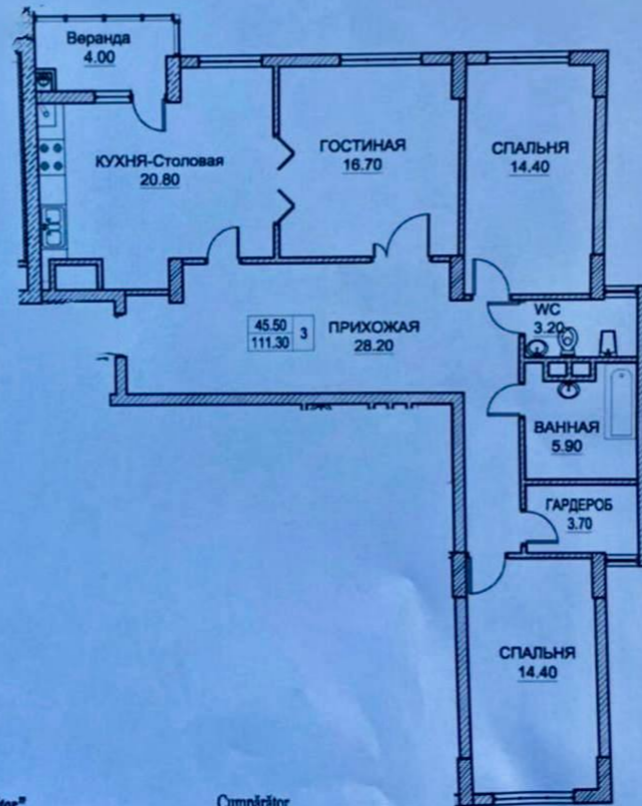 Веранда
4.00
КУХНЯ-Столовая
20.80
ГОСТИНАЯ
16.70
СПАЛЬНЯ
14.40
45.50
111.30
3
ПРИХОЖАЯ
28.20
WC
3.20
ВАННАЯ
5.90
ГАРДЕРОБ
3.70
СПАЛЬНЯ
14.40
Cumpărător